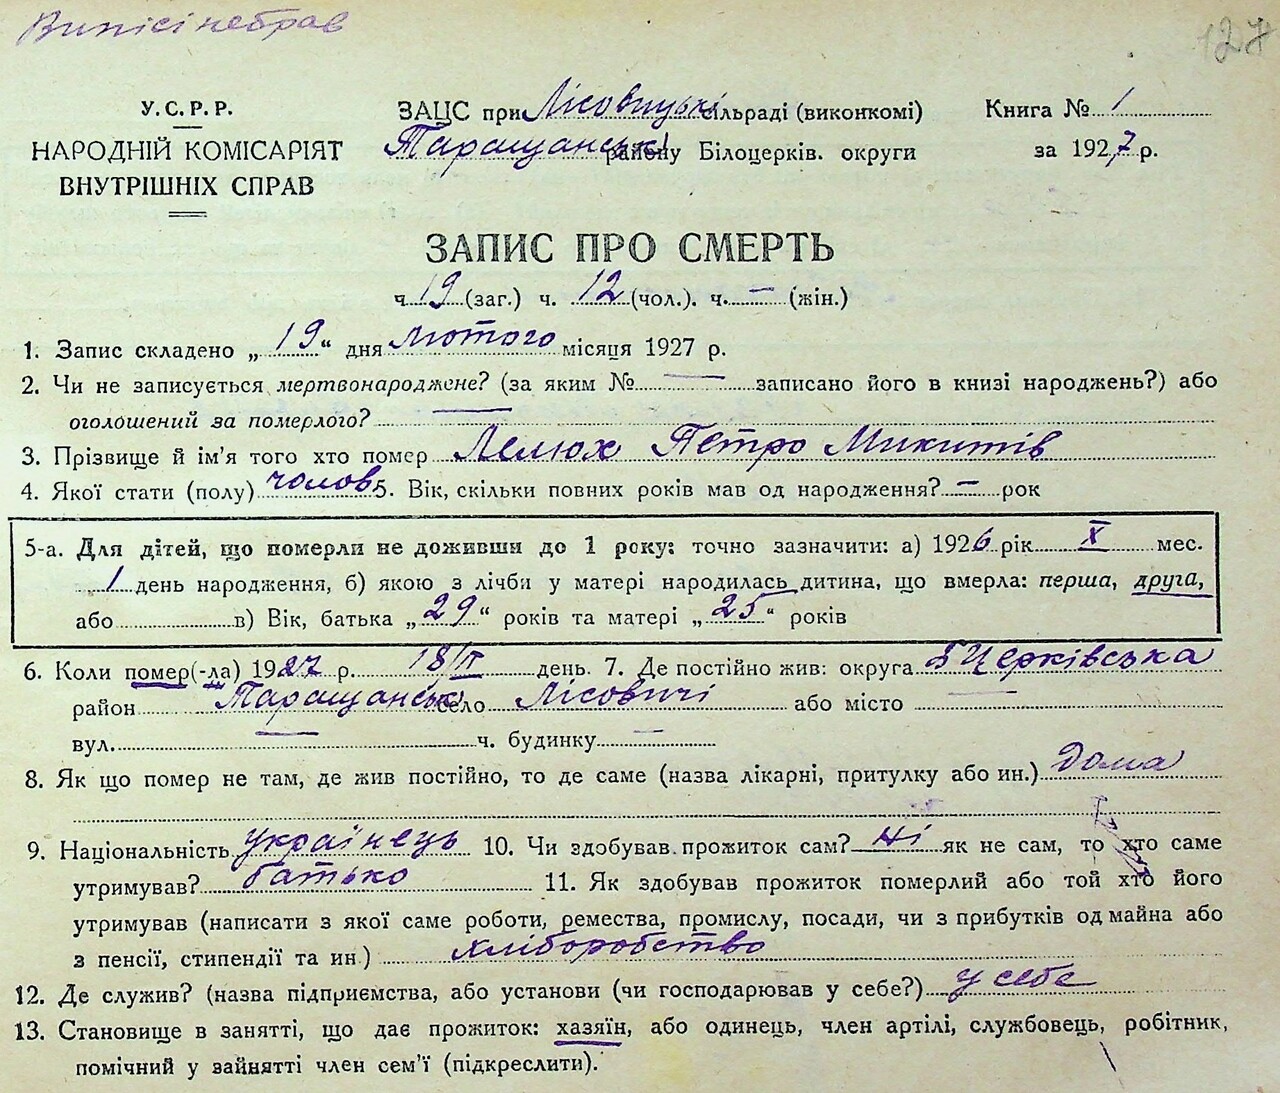 Виписі не брав
127
У.С.Р.Р.
НАРОДНІЙ КОМІСАРІЯТ
ВНУТРІШНІХ СПРАВ
ЗАЦС при Лісовицькі сільраді (виконкомі)
Таращанські району Білоцерків. округи
Книга № 1
за 1927 р.
ЗАПИС ПРО СМЕРТЬ
ч 19 (заг.) ч. 12 (чол.). ч. — (жін.)
1. Запис складено „ 19 “ дня лютого місяця 1927 р.
2. Чи не записується мертвонароджене? (за яким № — записано його в книзі народжень?) або
оголошений за померлого? —
3. Прізвище й ім'я того хто помер Лелюх Петро Микитів
4. Якої стати (полу) чолов 5. Вік, скільки повних років мав од народження? — рок
5-а. Для дітей, що померли не доживши до 1 року: точно зазначити: а) 1926 рік X мес.
1 день народження, б) якою з лічби у матері народилась дитина, що вмерла: перша, друга,
або в) Вік, батька „ 29 “ років та матері „ 25 “ років
6. Коли помер(-ла) 1927 р. 18/II день. 7. Де постійно жив: округа БЦерківська
район Таращанськ село Лісовичі або місто —
вул. — ч. будинку —
8. Як що помер не там, де жив постійно, то де саме (назва лікарні, притулку або ин.) дома
9. Національність українець 10. Чи здобував прожиток сам? Ні як не сам, то хто саме
утримував? батько 11. Як здобував прожиток померлий або той хто його
утримував (написати з якої саме роботи, ремества, промислу, посади, чи з прибутків од майна або
з пенсії, стипендії та ин.) хліборобство
12. Де служив? (назва підприємства, або установи (чи господарював у себе?) у себе
13. Становище в занятті, що дає прожиток: хазяїн, або одинець, член артілі, службовець, робітник,
помічний у зайнятті член сем'ї (підкреслити).